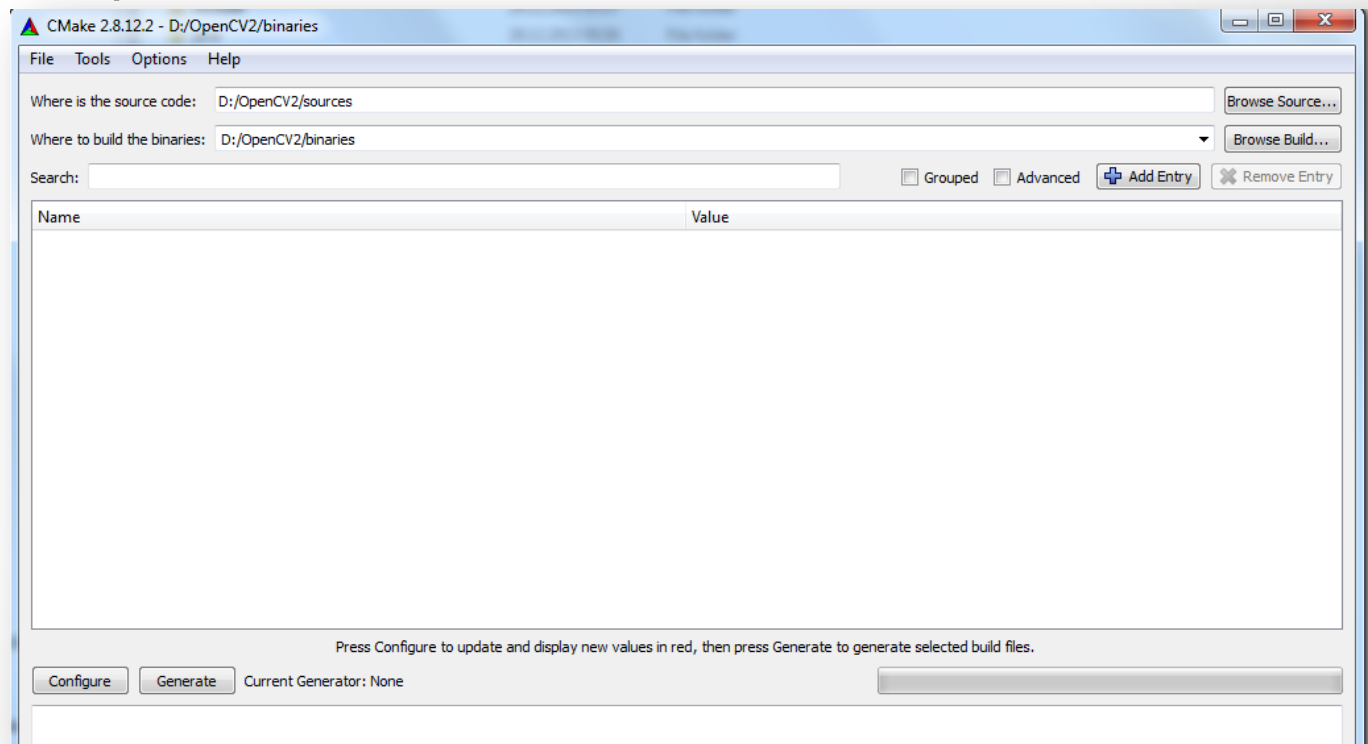 CMake 2.8.12.2 - D:/OpenCV2/binaries
File Tools Options Help
Where is the source code: D:/OpenCV2/sources Browse Source...
Where to build the binaries: D:/OpenCV2/binaries Browse Build...
Search: Grouped Advanced Add Entry Remove Entry
Name Value
Press Configure to update and display new values in red, then press Generate to generate selected build files.
Configure Generate Current Generator: None